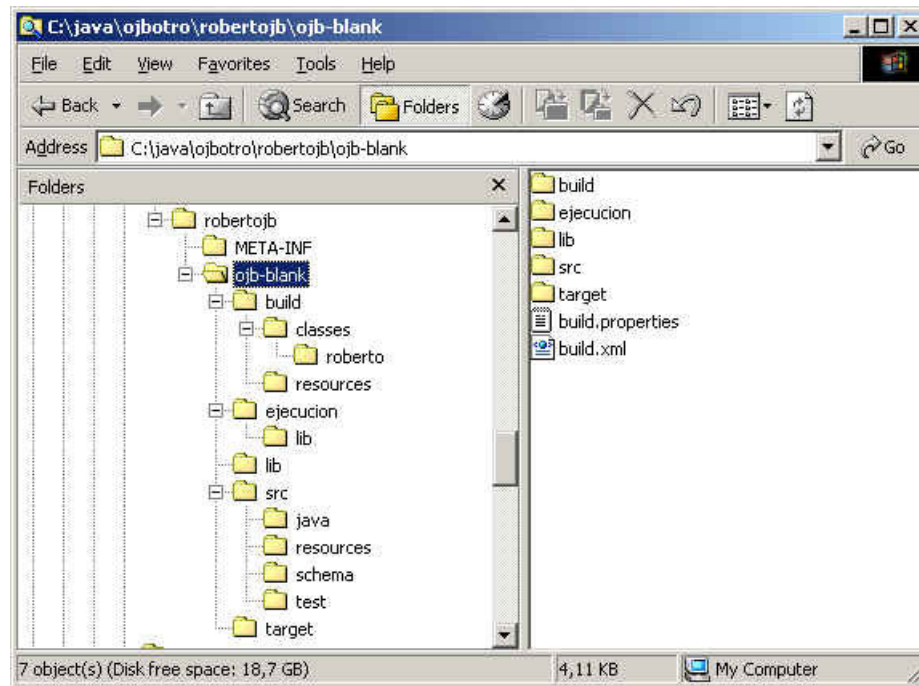 C:\java\ojbotro\robertojb\ojb-blank
File Edit View Favorites Tools Help
Back Search Folders
Address C:\java\ojbotro\robertojb\ojb-blank Go
Folders
robertojb
META-INF
ojb-blank
build
classes
roberto
resources
ejecucion
lib
lib
src
java
resources
schema
test
target
build
ejecucion
lib
src
target
build.properties
build.xml
7 object(s) (Disk free space: 18,7 GB) 4,11 KB My Computer